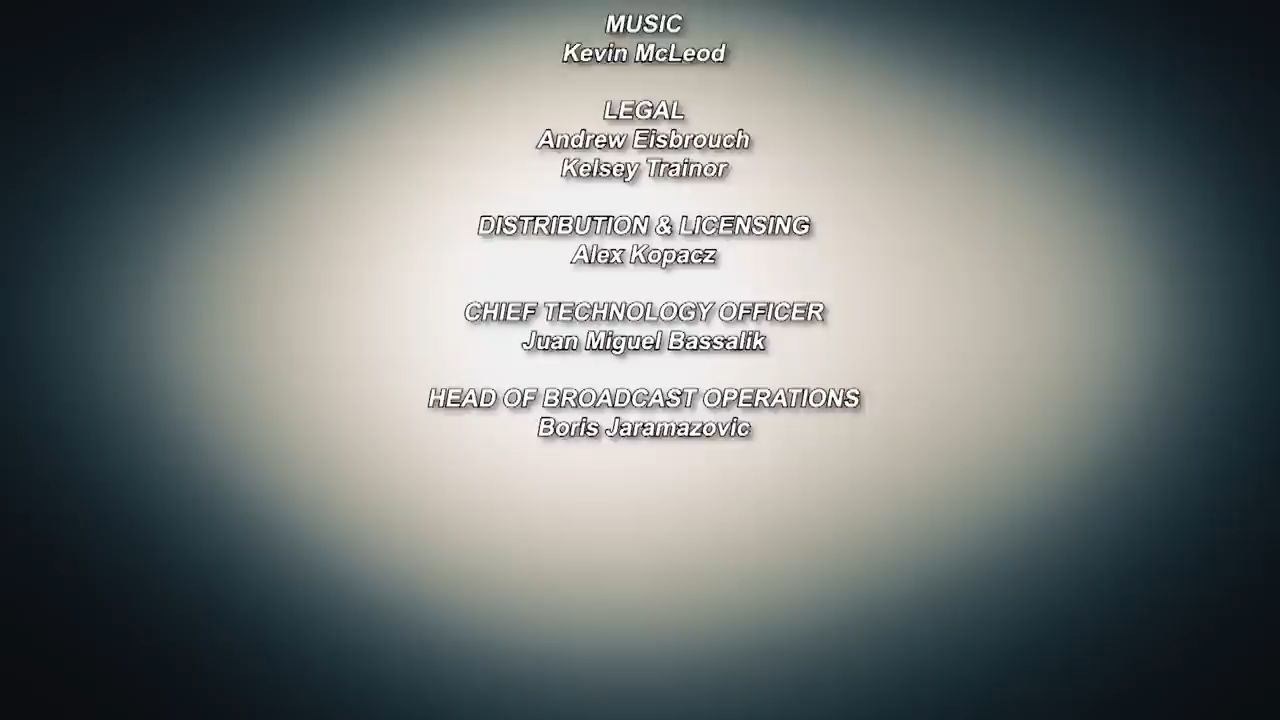 MUSIC
Kevin McLeod
LEGAL
Andrew Eisbrouch
Kelsey Trainor
DISTRIBUTION & LICENSING
Alex Kopacz
CHIEF TECHNOLOGY OFFICER
Juan Miguel Bassalik
HEAD OF BROADCAST OPERATIONS
Boris Jaramazovic